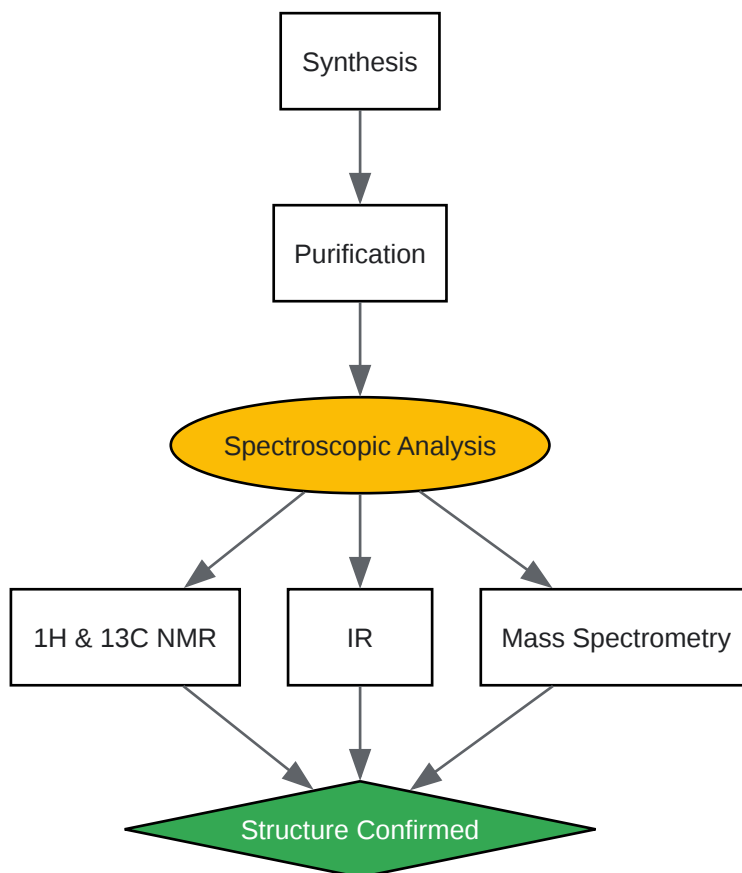 Synthesis
Purification
Spectroscopic Analysis
1H & 13C NMR
IR
Mass Spectrometry
Structure Confirmed